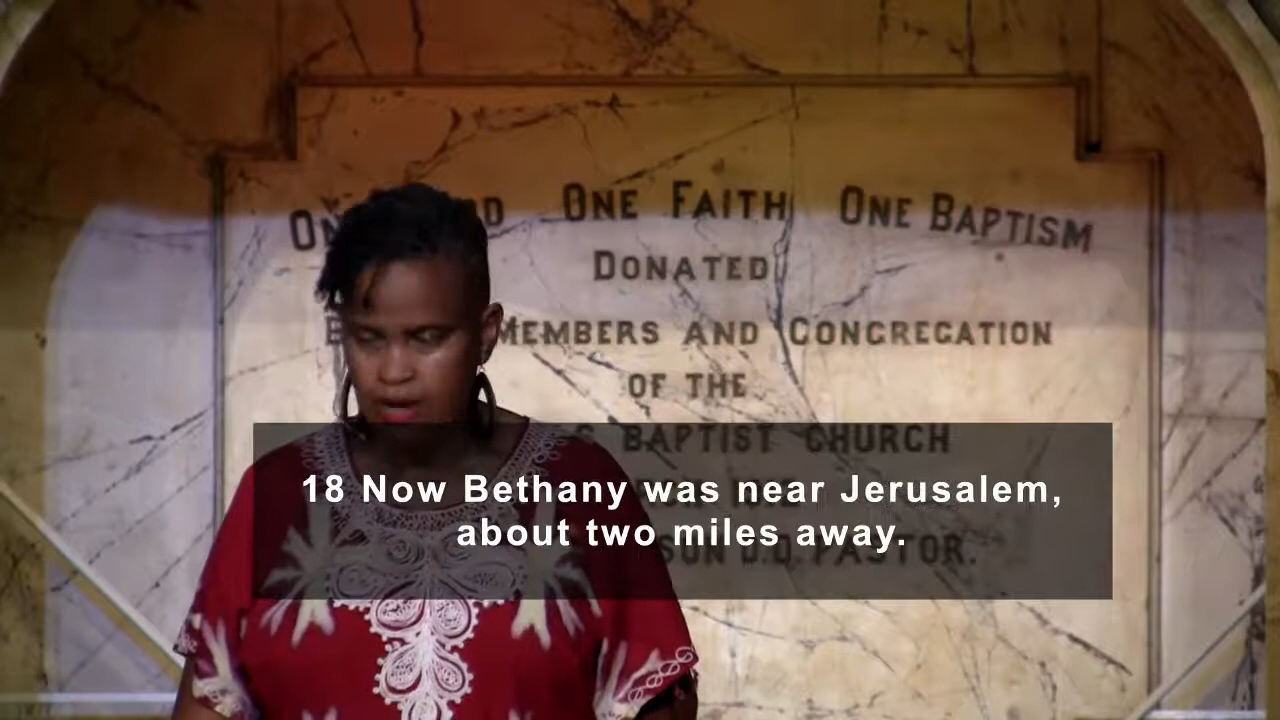 ONE FAITH ONE BAPTISM
DONATED
MEMBERS AND CONGREGATION
OF THE
BAPTIST CHURCH
18 Now Bethany was near Jerusalem,
about two miles away.
PASTOR.